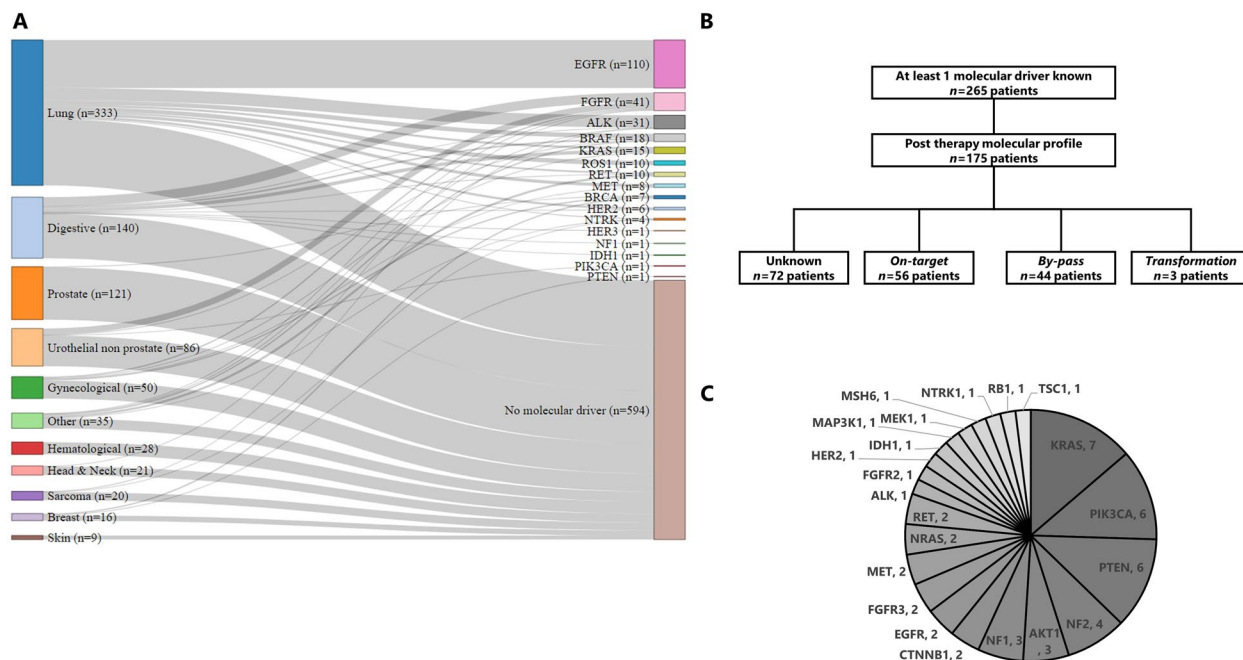 A
Lung (n=333)
Digestive (n=140)
Prostate (n=121)
Urothelial non prostate (n=86)
Gynecological (n=50)
Other (n=35)
Hematological (n=28)
Head & Neck (n=21)
Sarcoma (n=20)
Breast (n=16)
Skin (n=9)
EGFR (n=110)
FGFR (n=41)
ALK (n=31)
BRAF (n=18)
KRAS (n=15)
ROS1 (n=10)
RET (n=10)
MET (n=8)
BRCA (n=7)
HER2 (n=6)
NTRK (n=4)
HER3 (n=1)
NF1 (n=1)
IDH1 (n=1)
PIK3CA (n=1)
PTEN (n=1)
No molecular driver (n=594)
B
At least 1 molecular driver known
n=265 patients
Post therapy molecular profile
n=175 patients
Unknown
n=72 patients
On-target
n=56 patients
By-pass
n=44 patients
Transformation
n=3 patients
C
KRAS, 7
PIK3CA, 6
PTEN, 6
NF2, 4
AKT1
, 3
NF1, 3
CTNNB1, 2
EGFR, 2
FGFR3, 2
MET, 2
NRAS, 2
RET, 2
ALK, 1
FGFR2, 1
HER2, 1
IDH1, 1
MAP3K1, 1
MEK1, 1
MSH6, 1
NTRK1, 1
RB1, 1
TSC1, 1